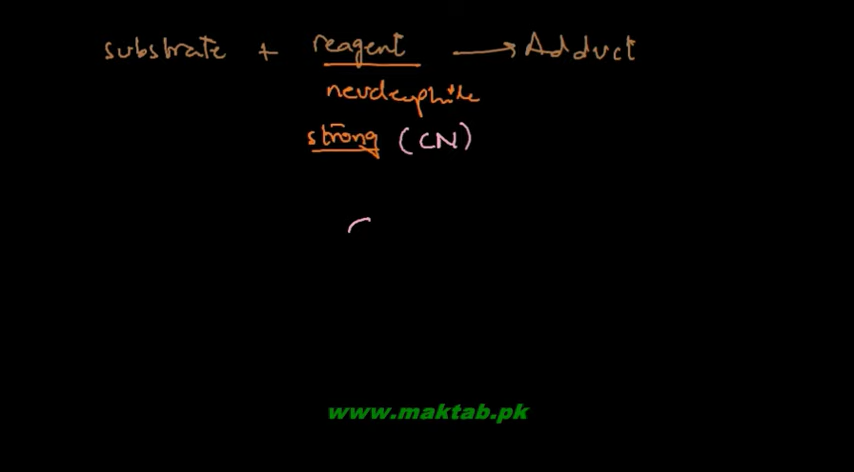 substrate + reagent → Adduct
neucleophile
strong (CN)
www.maktab.pk